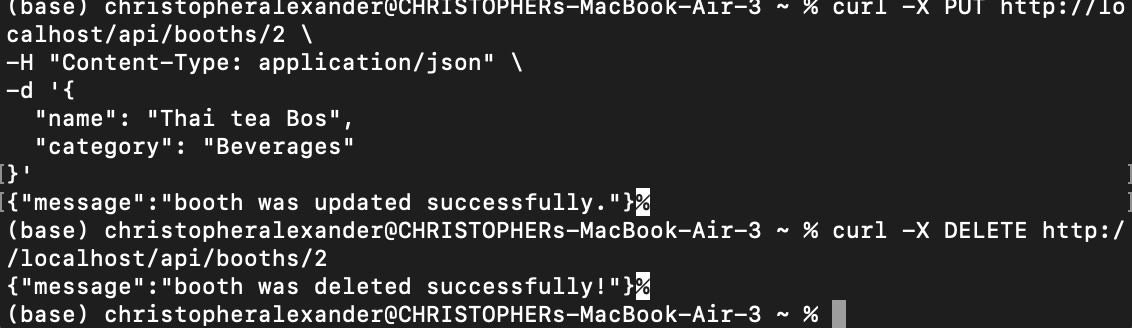 (base) christopheralexander@CHRISTOPHERs-MacBook-Air-3 ~ % curl -X PUT http://lo
calhost/api/booths/2 \
-H "Content-Type: application/json" \
-d '{
  "name": "Thai tea Bos",
  "category": "Beverages"
}'
{"message":"booth was updated successfully."}%
(base) christopheralexander@CHRISTOPHERs-MacBook-Air-3 ~ % curl -X DELETE http:/
/localhost/api/booths/2
{"message":"booth was deleted successfully!"}%
(base) christopheralexander@CHRISTOPHERs-MacBook-Air-3 ~ %